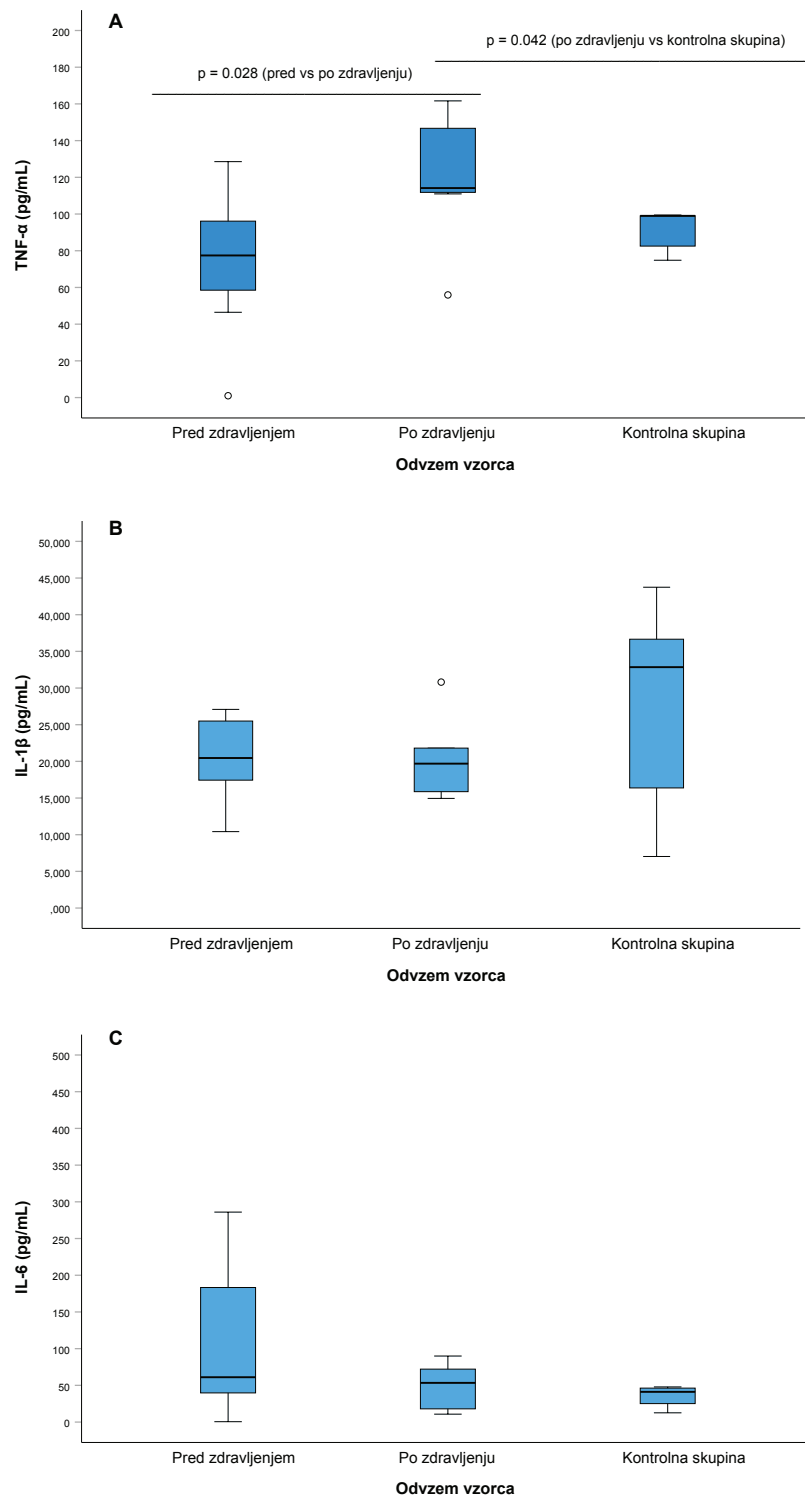 A
p = 0.042 (po zdravljenju vs kontrolna skupina)
p = 0.028 (pred vs po zdravljenju)
TNF-α (pg/mL)
200
180
160
140
120
100
80
60
40
20
0
Pred zdravljenjem
Po zdravljenju
Kontrolna skupina
Odvzem vzorca
B
IL-1β (pg/mL)
50,000
45,000
40,000
35,000
30,000
25,000
20,000
15,000
10,000
5,000
,000
Pred zdravljenjem
Po zdravljenju
Kontrolna skupina
Odvzem vzorca
C
IL-6 (pg/mL)
500
450
400
350
300
250
200
150
100
50
0
Pred zdravljenjem
Po zdravljenju
Kontrolna skupina
Odvzem vzorca